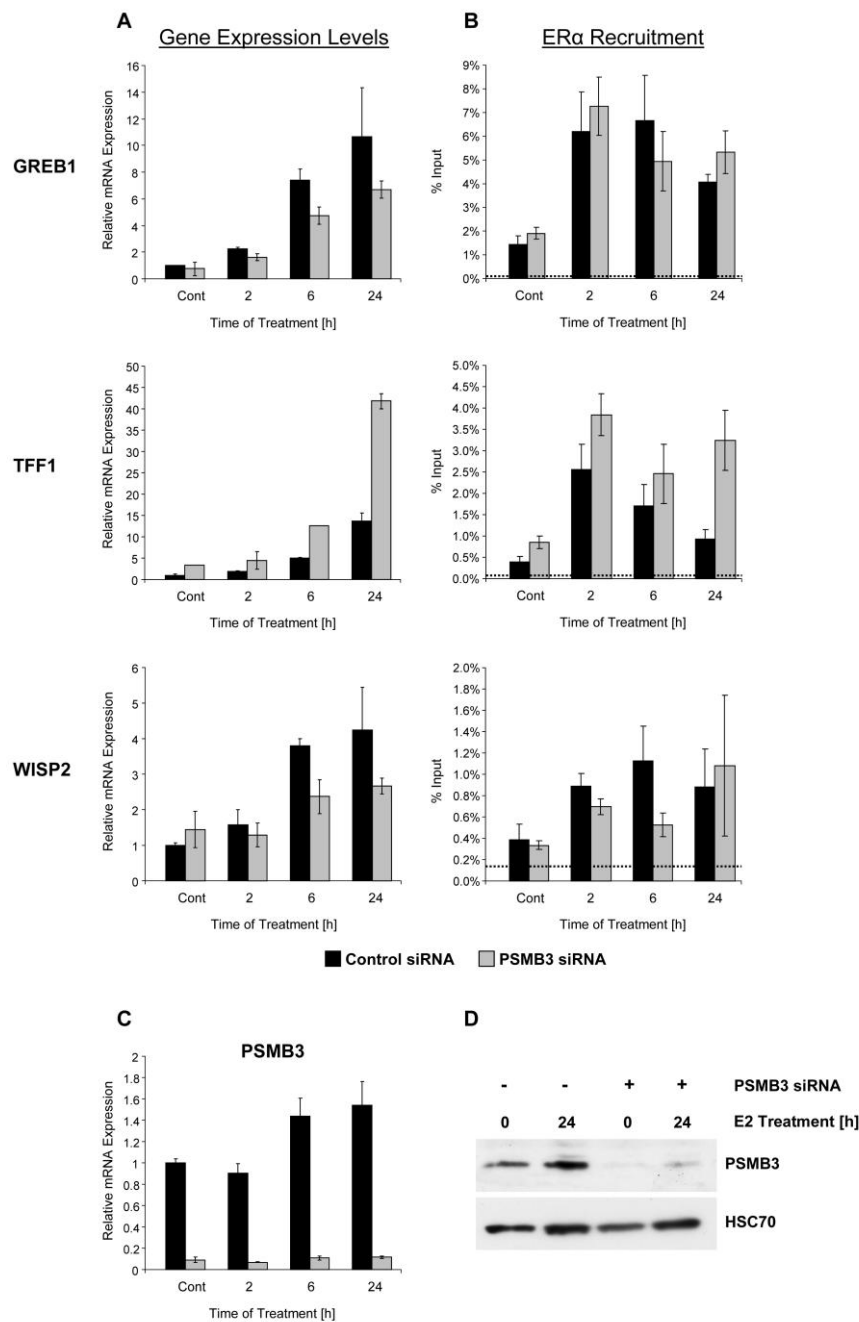 A
Gene Expression Levels
B
ERα Recruitment
GREB1
Relative mRNA Expression
16
14
12
10
8
6
4
2
0
Cont 2 6 24
Time of Treatment [h]
% Input
9%
8%
7%
6%
5%
4%
3%
2%
1%
0%
Cont 2 6 24
Time of Treatment [h]
TFF1
Relative mRNA Expression
50
45
40
35
30
25
20
15
10
5
0
Cont 2 6 24
Time of Treatment [h]
% Input
5.0%
4.5%
4.0%
3.5%
3.0%
2.5%
2.0%
1.5%
1.0%
0.5%
0.0%
Cont 2 6 24
Time of Treatment [h]
WISP2
Relative mRNA Expression
6
5
4
3
2
1
0
Cont 2 6 24
Time of Treatment [h]
% Input
2.0%
1.8%
1.6%
1.4%
1.2%
1.0%
0.8%
0.6%
0.4%
0.2%
0.0%
Cont 2 6 24
Time of Treatment [h]
Control siRNA PSMB3 siRNA
C
PSMB3
Relative mRNA Expression
2
1.8
1.6
1.4
1.2
1
0.8
0.6
0.4
0.2
0
Cont 2 6 24
Time of Treatment [h]
D
- - + + PSMB3 siRNA
0 24 0 24 E2 Treatment [h]
PSMB3
HSC70